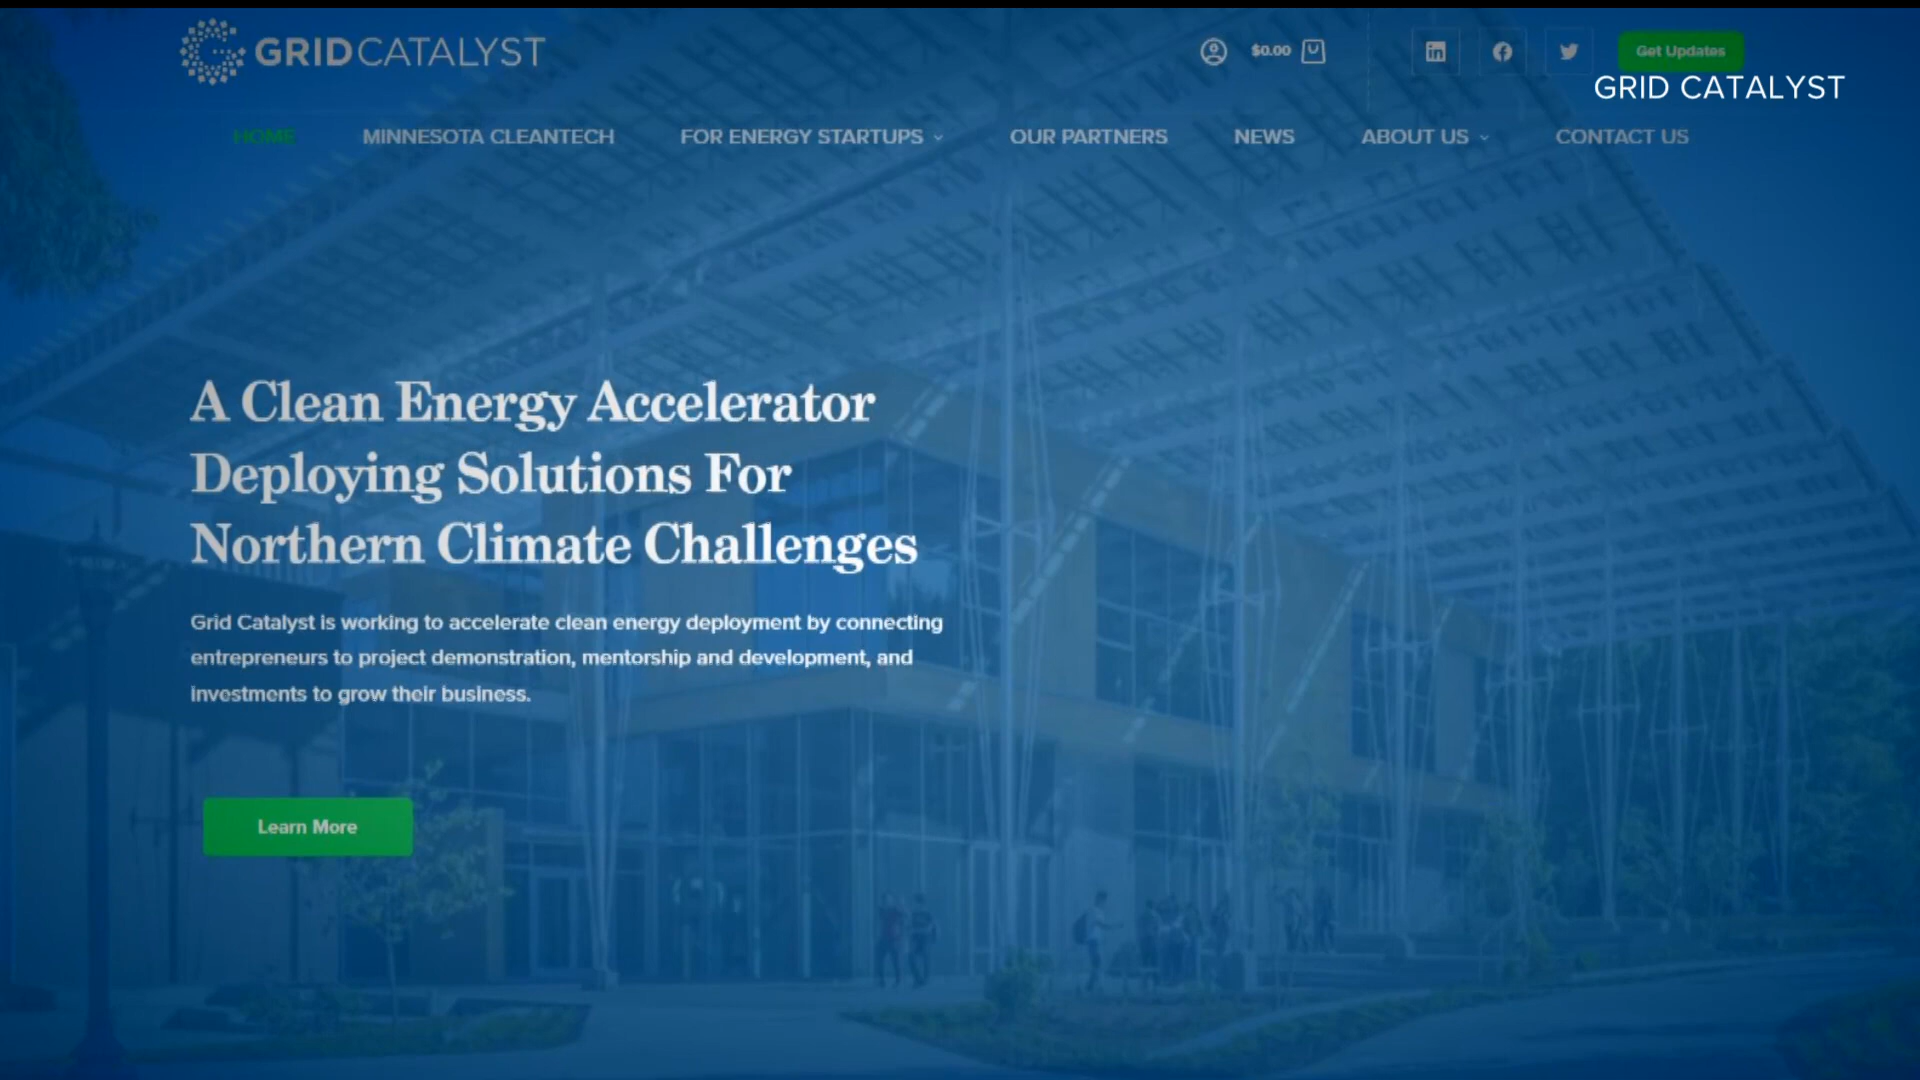 GRIDCATALYST
$0.00
Get Updates
GRID CATALYST
HOME
MINNESOTA CLEANTECH
FOR ENERGY STARTUPS
OUR PARTNERS
NEWS
ABOUT US
CONTACT US
A Clean Energy Accelerator
Deploying Solutions For
Northern Climate Challenges
Grid Catalyst is working to accelerate clean energy deployment by connecting
entrepreneurs to project demonstration, mentorship and development, and
investments to grow their business.
Learn More